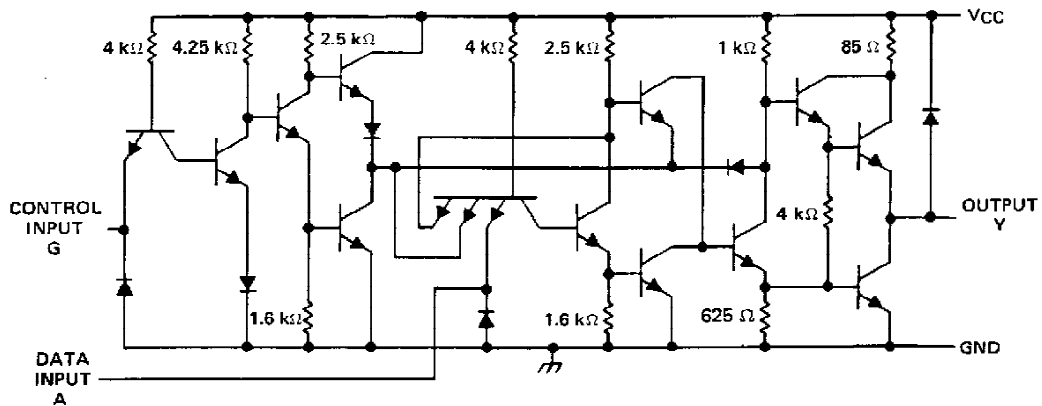 VCC
4 kΩ
4.25 kΩ
2.5 kΩ
4 kΩ
2.5 kΩ
1 kΩ
85 Ω
CONTROL
INPUT
G
4 kΩ
OUTPUT
Y
1.6 kΩ
1.6 kΩ
625 Ω
GND
DATA
INPUT
A